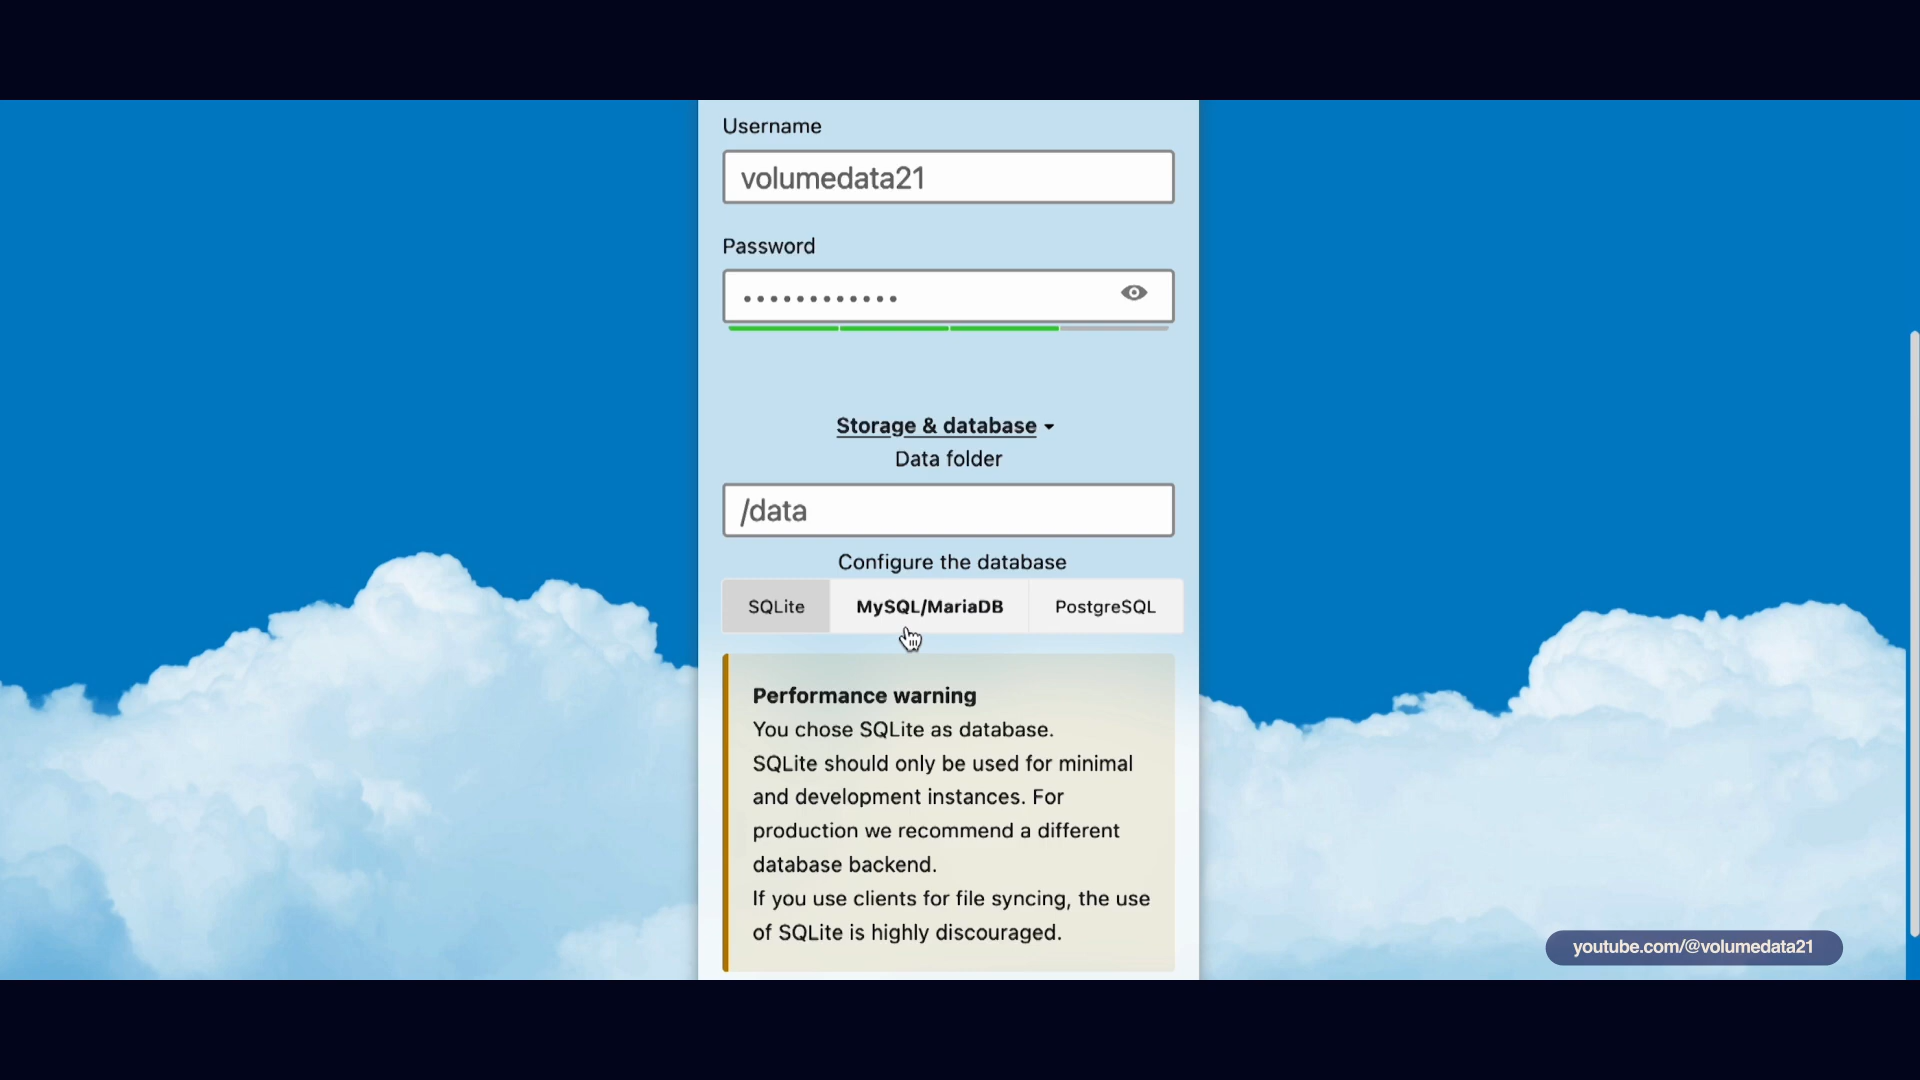 Username
volumedata21
Password
Storage & database
Data folder
/data
Configure the database
SQLite MySQL/MariaDB PostgreSQL
Performance warning
You chose SQLite as database.
SQLite should only be used for minimal
and development instances. For
production we recommend a different
database backend.
If you use clients for file syncing, the use
of SQLite is highly discouraged.
youtube.com/@volumedata21